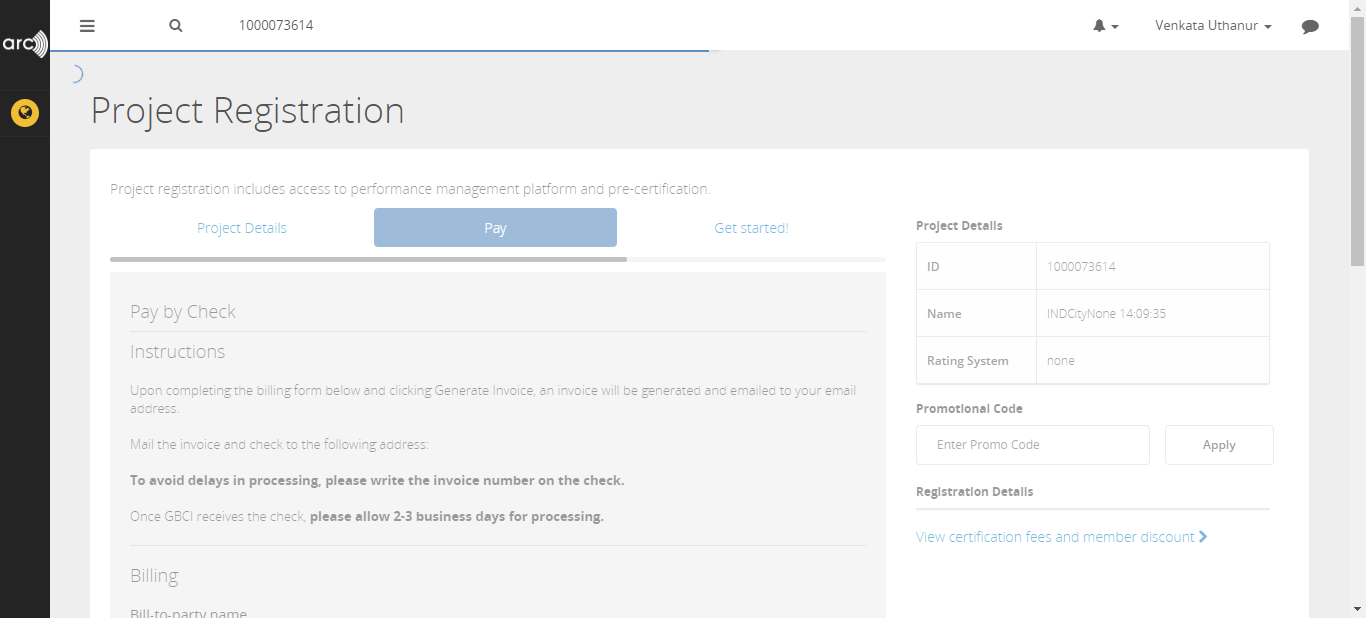 arc
1000073614
Venkata Uthanur
Project Registration
Project registration includes access to performance management platform and pre-certification.
Project Details
Pay
Get started!
Pay by Check
Instructions
Upon completing the billing form below and clicking Generate Invoice, an invoice will be generated and emailed to your email
address.
Mail the invoice and check to the following address:
To avoid delays in processing, please write the invoice number on the check.
Once GBCI receives the check, please allow 2-3 business days for processing.
Billing
Bill-to-party name
Project Details
ID 1000073614
Name INDCityNone 14:09:35
Rating System none
Promotional Code
Enter Promo Code Apply
Registration Details
View certification fees and member discount